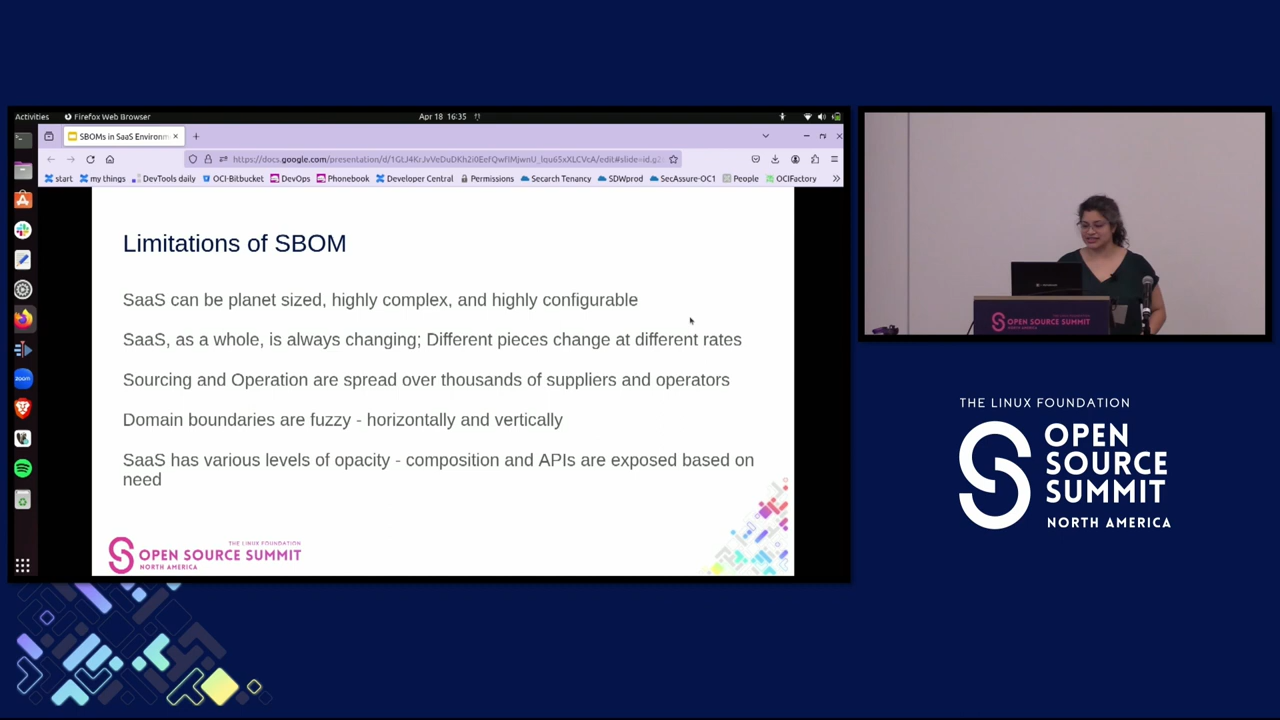 Activities
Firefox Web Browser
Apr 18 16:35
SBOMs in SaaS Environm
start
my things
DevTools daily
OCI-Bitbucket
DevOps
Phonebook
Developer Central
Permissions
Search Tenancy
SDWprod
SecAssure-OC1
People
OCIFactory
Limitations of SBOM
SaaS can be planet sized, highly complex, and highly configurable
SaaS, as a whole, is always changing; Different pieces change at different rates
Sourcing and Operation are spread over thousands of suppliers and operators
Domain boundaries are fuzzy - horizontally and vertically
SaaS has various levels of opacity - composition and APIs are exposed based on
need
THE LINUX FOUNDATION
OPEN SOURCE SUMMIT
NORTH AMERICA
zoom
OPEN SOURCE SUMMIT
THE LINUX FOUNDATION
OPEN
SOURCE
SUMMIT
NORTH AMERICA